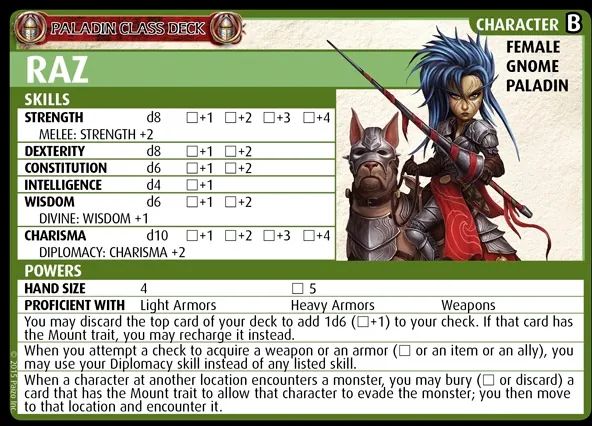 PALADIN CLASS DECK
CHARACTER B
RAZ
FEMALE
GNOME
PALADIN
SKILLS
STRENGTH d8 □+1 □+2 □+3 □+4
MELEE: STRENGTH +2
DEXTERITY d8 □+1 □+2
CONSTITUTION d6 □+1 □+2
INTELLIGENCE d4 □+1
WISDOM d6 □+1 □+2
DIVINE: WISDOM +1
CHARISMA d10 □+1 □+2 □+3 □+4
DIPLOMACY: CHARISMA +2
POWERS
HAND SIZE 4 □ 5
PROFICIENT WITH Light Armors Heavy Armors Weapons
You may discard the top card of your deck to add 1d6 (□+1) to your check. If that card has
the Mount trait, you may recharge it instead.
When you attempt a check to acquire a weapon or an armor (□ or an item or an ally), you
may use your Diplomacy skill instead of any listed skill.
When a character at another location encounters a monster, you may bury (□ or discard) a
card that has the Mount trait to allow that character to evade the monster; you then move
to that location and encounter it.
© 2015 Paizo Inc.